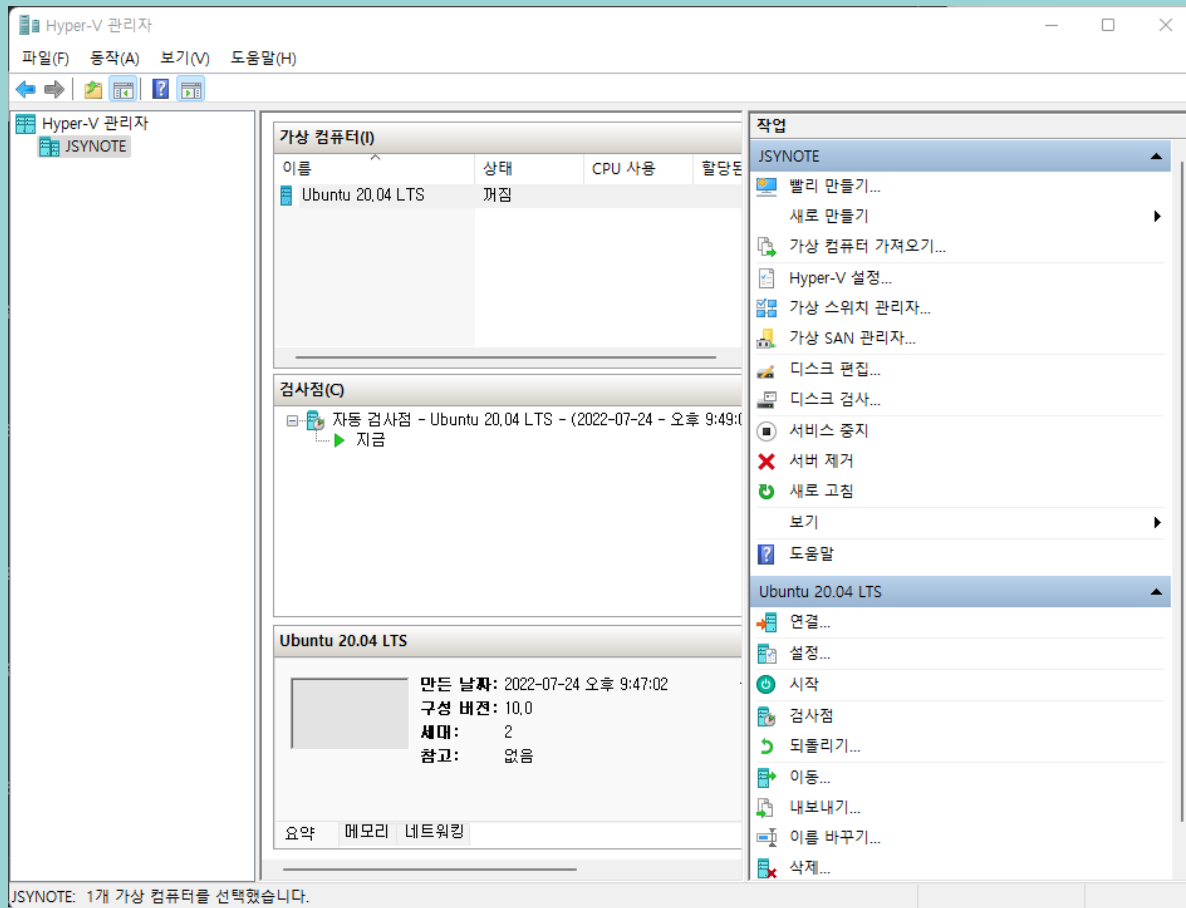 Hyper-V 관리자
파일(F) 동작(A) 보기(V) 도움말(H)
Hyper-V 관리자
JSYNOTE
가상 컴퓨터(I)
이름 상태 CPU 사용 할당된
Ubuntu 20.04 LTS 꺼짐
검사점(C)
자동 검사점 - Ubuntu 20.04 LTS - (2022-07-24 - 오후 9:49:0
지금
Ubuntu 20.04 LTS
만든 날짜: 2022-07-24 오후 9:47:02
구성 버전: 10.0
세대: 2
참고: 없음
요약 메모리 네트워킹
작업
JSYNOTE
빨리 만들기...
새로 만들기
가상 컴퓨터 가져오기...
Hyper-V 설정...
가상 스위치 관리자...
가상 SAN 관리자...
디스크 편집...
디스크 검사...
서비스 중지
서버 제거
새로 고침
보기
도움말
Ubuntu 20.04 LTS
연결...
설정...
시작
검사점
되돌리기...
이동...
내보내기...
이름 바꾸기...
삭제...
JSYNOTE: 1개 가상 컴퓨터를 선택했습니다.